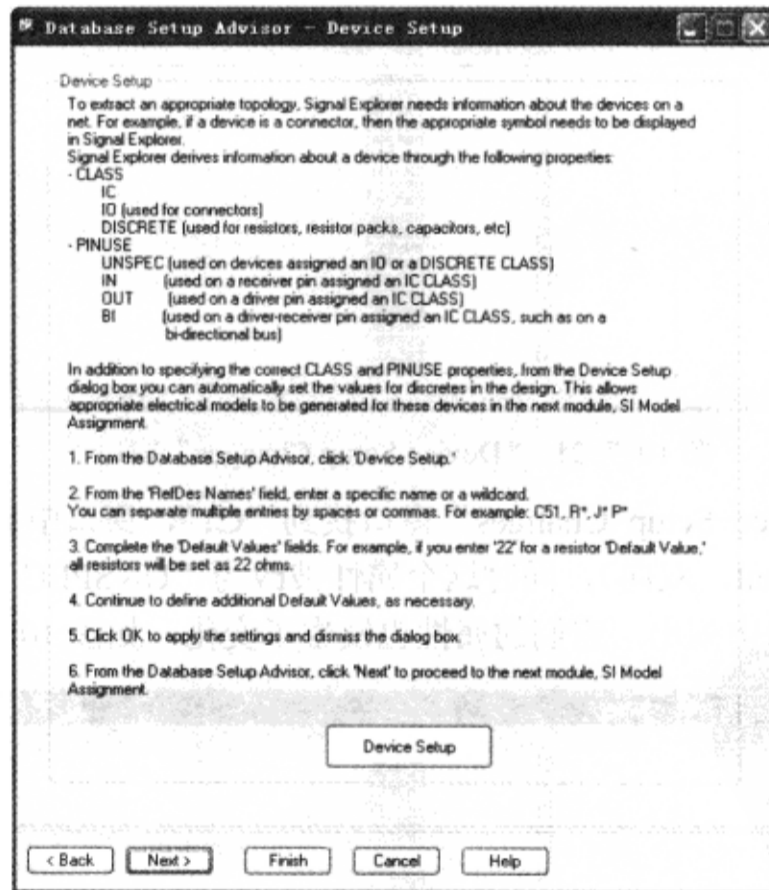 Database Setup Advisor - Device Setup
Device Setup
To extract an appropriate topology, Signal Explorer needs information about the devices on a
net. For example, if a device is a connector, then the appropriate symbol needs to be displayed
in Signal Explorer.
Signal Explorer derives information about a device through the following properties:
- CLASS
IC
IO (used for connectors)
DISCRETE (used for resistors, resistor packs, capacitors, etc)
- PINUSE
UNSPEC (used on devices assigned an IO or a DISCRETE CLASS)
IN (used on a receiver pin assigned an IC CLASS)
OUT (used on a driver pin assigned an IC CLASS)
BI (used on a driver-receiver pin assigned an IC CLASS, such as on a
bi-directional bus)
In addition to specifying the correct CLASS and PINUSE properties, from the Device Setup
dialog box you can automatically set the values for discretes in the design. This allows
appropriate electrical models to be generated for these devices in the next module, SI Model
Assignment.
1. From the Database Setup Advisor, click 'Device Setup.'
2. From the 'RefDes Names' field, enter a specific name or a wildcard.
You can separate multiple entries by spaces or commas. For example: C51, R*, J* P*
3. Complete the 'Default Values' fields. For example, if you enter '22' for a resistor 'Default Value,'
all resistors will be set as 22 ohms.
4. Continue to define additional Default Values, as necessary.
5. Click OK to apply the settings and dismiss the dialog box.
6. From the Database Setup Advisor, click 'Next' to proceed to the next module, SI Model
Assignment.
Device Setup
< Back Next > Finish Cancel Help